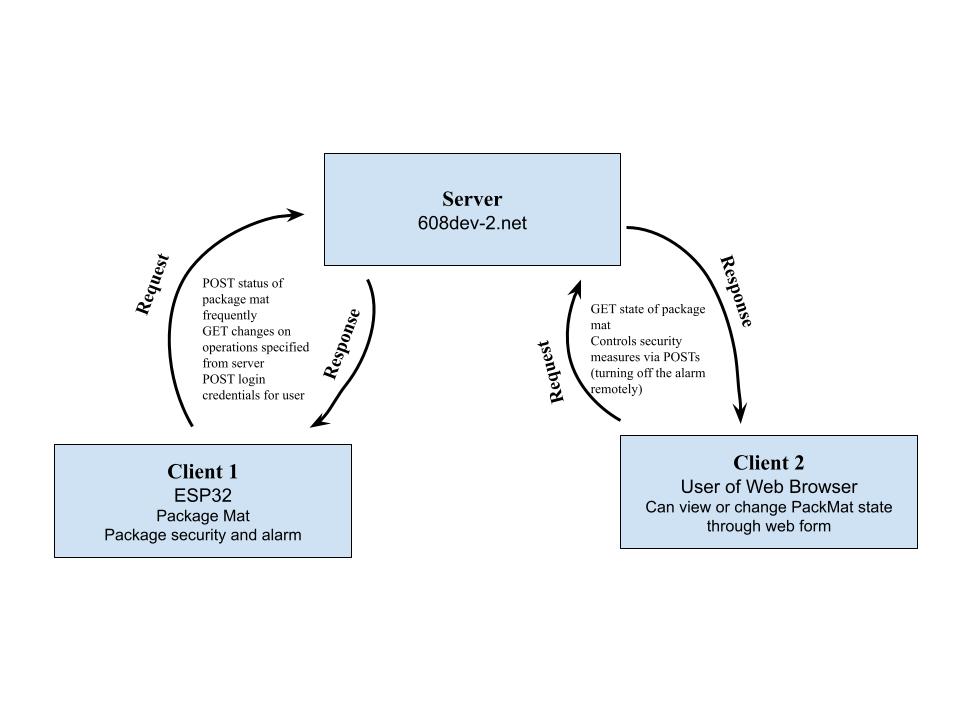 Server
608dev-2.net
Request
POST status of
package mat
frequently
GET changes on
operations specified
from server
POST login
credentials for user
Response
Request
GET state of package
mat
Controls security
measures via POSTs
(turning off the alarm
remotely)
Response
Client 1
ESP32
Package Mat
Package security and alarm
Client 2
User of Web Browser
Can view or change PackMat state
through web form